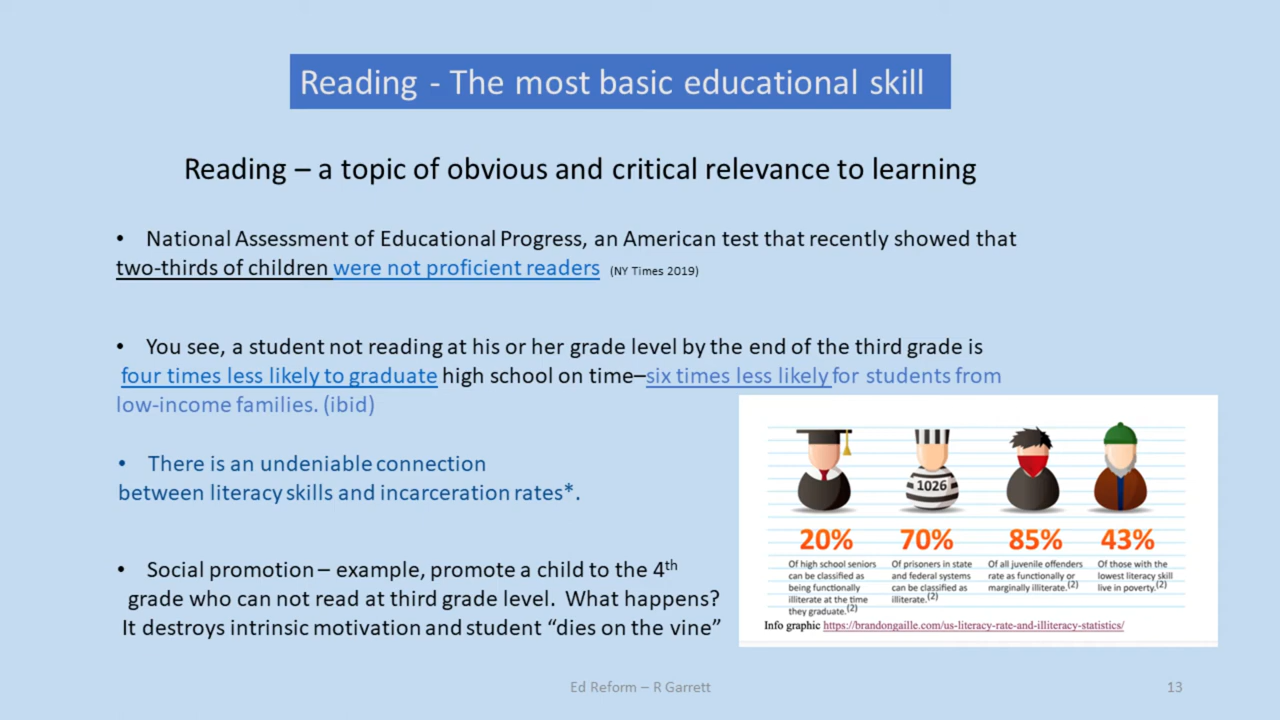 Reading - The most basic educational skill
Reading – a topic of obvious and critical relevance to learning
• National Assessment of Educational Progress, an American test that recently showed that
two-thirds of children were not proficient readers (NY Times 2019)
• You see, a student not reading at his or her grade level by the end of the third grade is
four times less likely to graduate high school on time–six times less likely for students from
low-income families. (ibid)
• There is an undeniable connection
between literacy skills and incarceration rates*.
• Social promotion – example, promote a child to the 4th
grade who can not read at third grade level. What happens?
It destroys intrinsic motivation and student “dies on the vine”
1026
20%
Of high school seniors
can be classified as
being functionally
illiterate at the time
they graduate.(2)
70%
Of prisoners in state
and federal systems
can be classified as
illiterate.(2)
85%
Of all juvenile offenders
rate as functionally or
marginally illiterate.(2)
43%
Of those with the
lowest literacy skill
live in poverty.(2)
Info graphic https://brandongaille.com/us-literacy-rate-and-illiteracy-statistics/
Ed Reform – R Garrett
13